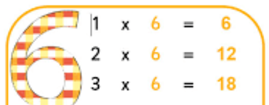 6
1 x 6 = 6
2 x 6 = 12
3 x 6 = 18